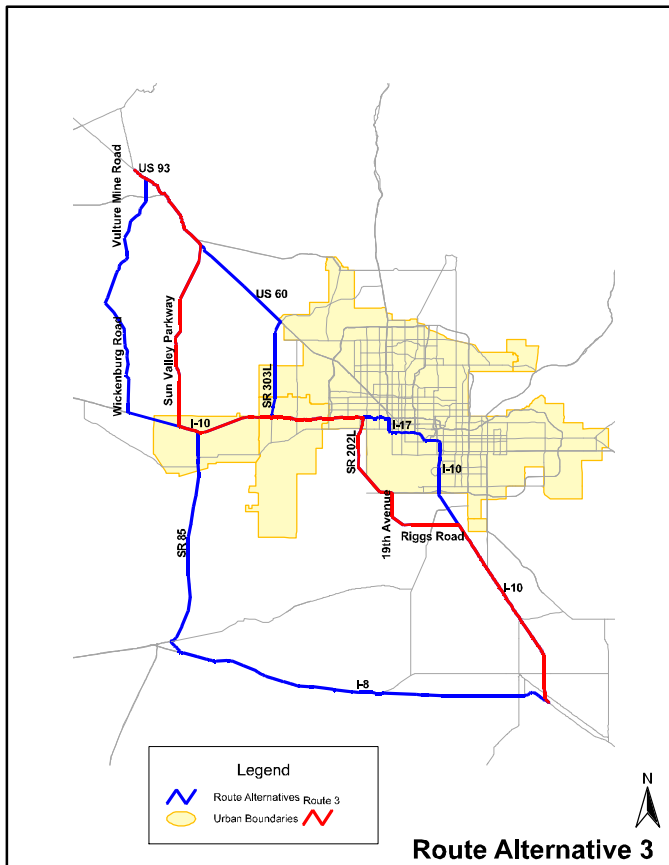 US 93
Vulture Mine Road
US 60
Sun Valley Parkway
Wickenburg Road
SR 303L
I-10
I-17
SR 202L
I-10
19th Avenue
Riggs Road
SR 85
I-10
I-8
Legend
Route Alternatives Route 3
Urban Boundaries
N
Route Alternative 3